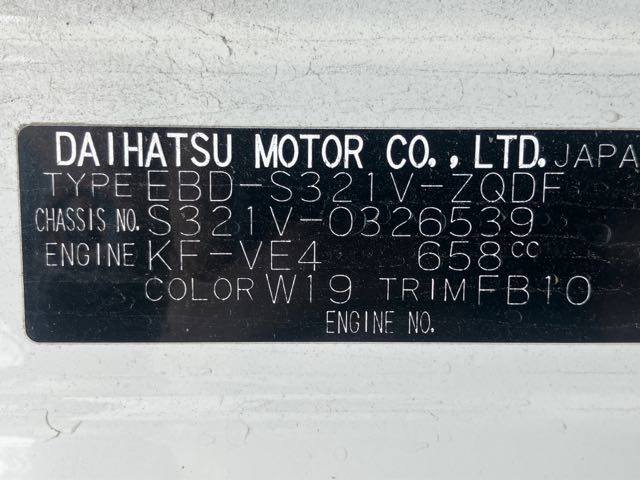 DAIHATSU MOTOR CO., LTD. JAPA
TYPE EBD-S321V-ZQDF
CHASSIS NO. S321V-0326539
ENGINE KF-VE4 658cc
COLOR W19 TRIM FB10
ENGINE NO.